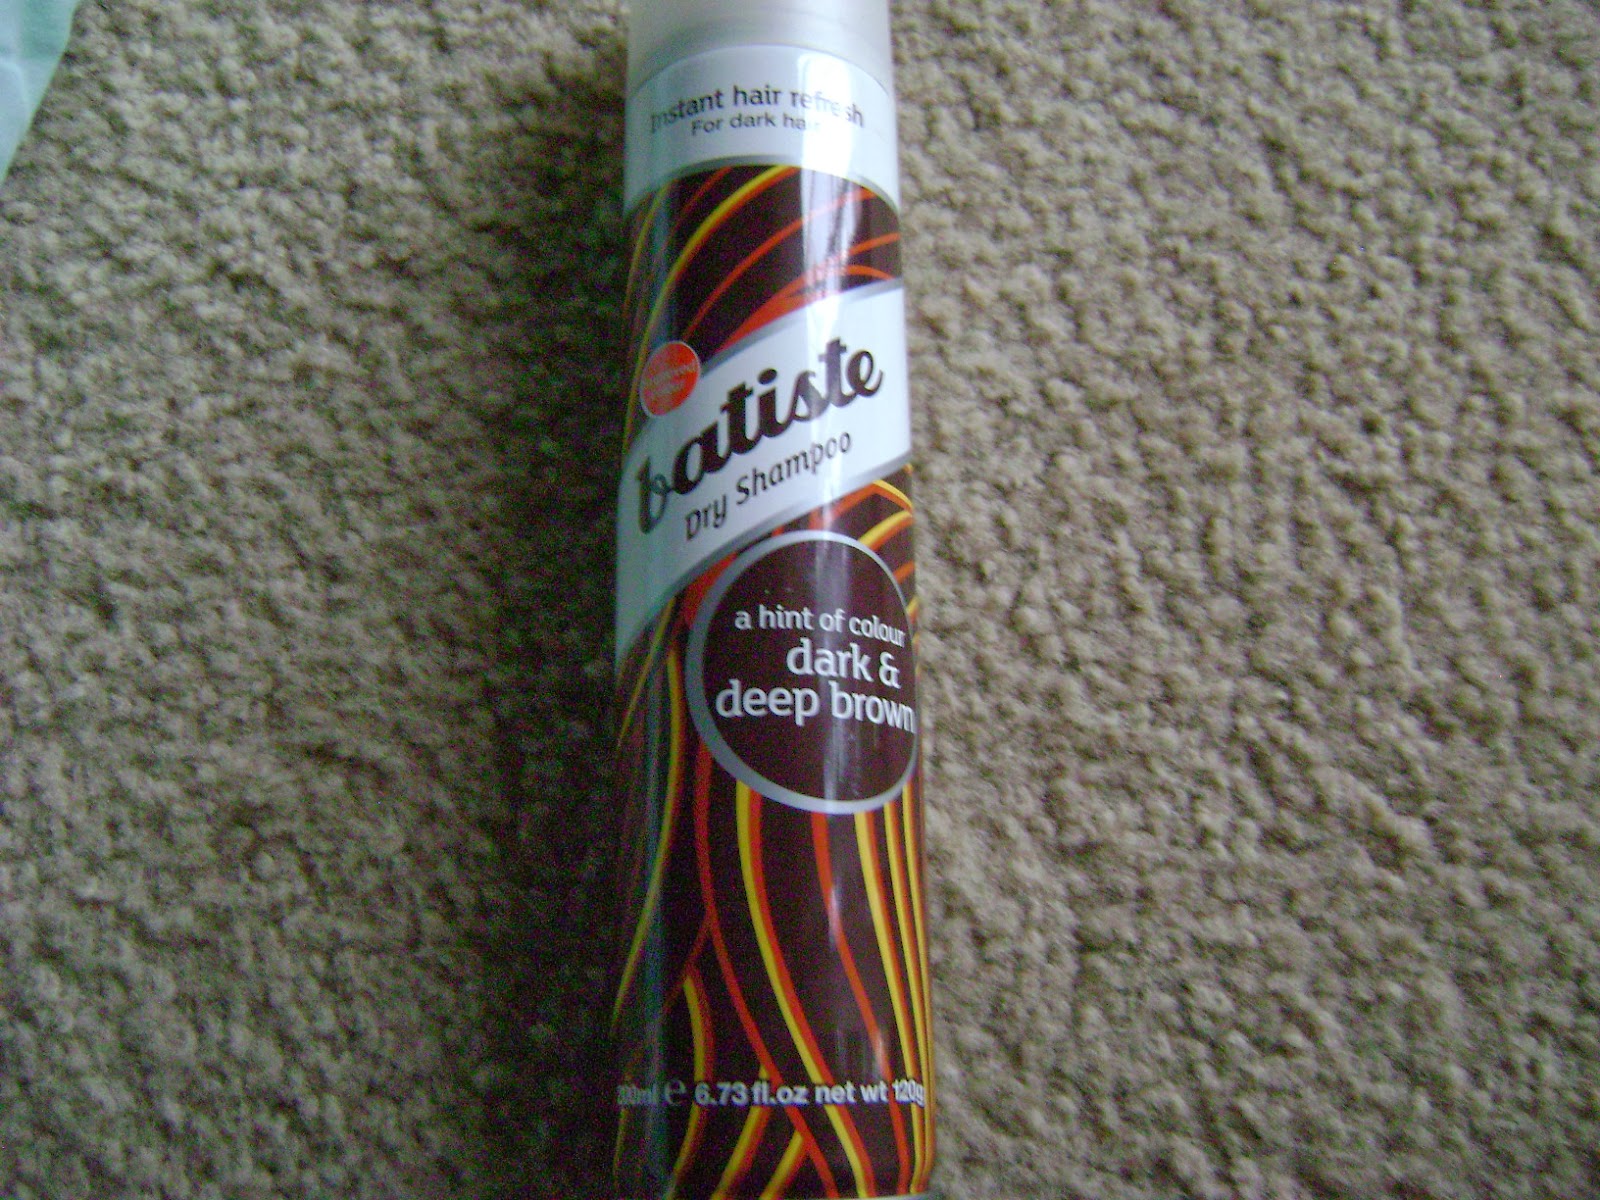 Instant hair refresh
For dark hair
batiste
Dry Shampoo
a hint of colour
dark &
deep brown
200ml e 6.73 fl.oz net wt 120g